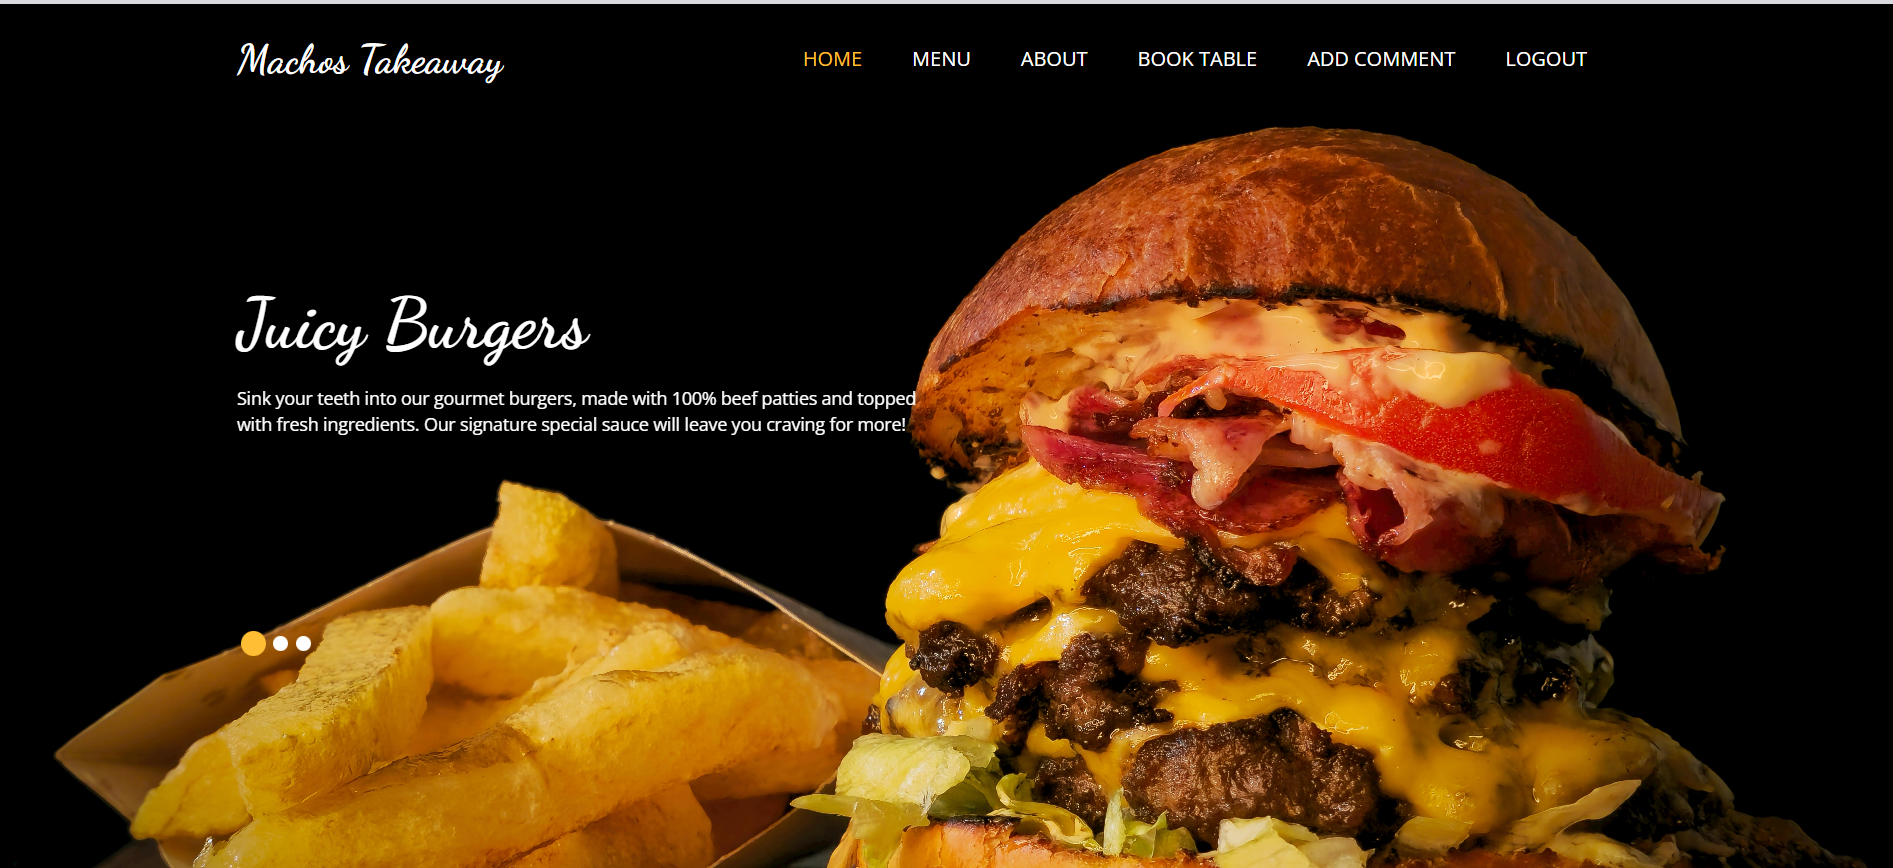 Machos Takeaway
HOME MENU ABOUT BOOK TABLE ADD COMMENT LOGOUT
Juicy Burgers
Sink your teeth into our gourmet burgers, made with 100% beef patties and topped
with fresh ingredients. Our signature special sauce will leave you craving for more!